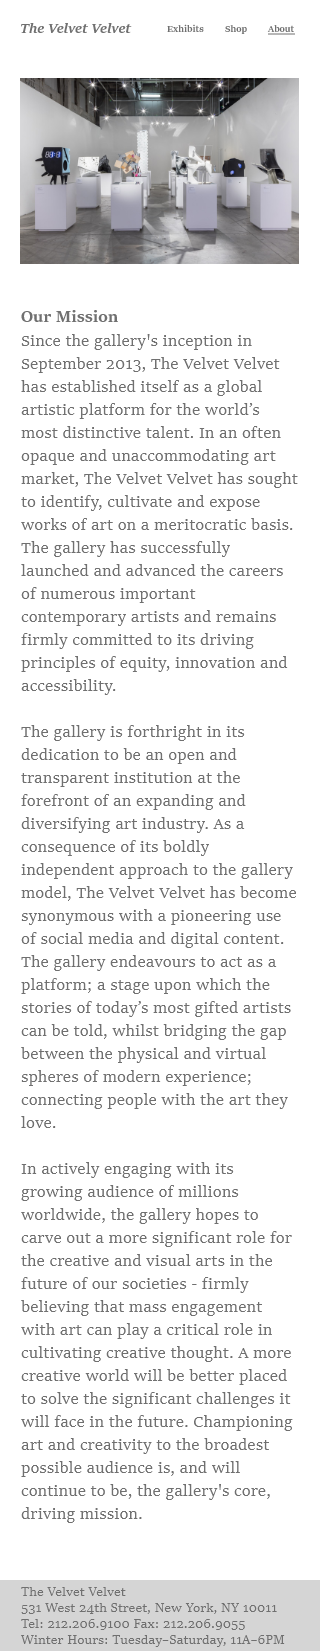 The Velvet Velvet Exhibits Shop About
Our Mission
Since the gallery's inception in
September 2013, The Velvet Velvet
has established itself as a global
artistic platform for the world’s
most distinctive talent. In an often
opaque and unaccommodating art
market, The Velvet Velvet has sought
to identify, cultivate and expose
works of art on a meritocratic basis.
The gallery has successfully
launched and advanced the careers
of numerous important
contemporary artists and remains
firmly committed to its driving
principles of equity, innovation and
accessibility.
The gallery is forthright in its
dedication to be an open and
transparent institution at the
forefront of an expanding and
diversifying art industry. As a
consequence of its boldly
independent approach to the gallery
model, The Velvet Velvet has become
synonymous with a pioneering use
of social media and digital content.
The gallery endeavours to act as a
platform; a stage upon which the
stories of today’s most gifted artists
can be told, whilst bridging the gap
between the physical and virtual
spheres of modern experience;
connecting people with the art they
love.
In actively engaging with its
growing audience of millions
worldwide, the gallery hopes to
carve out a more significant role for
the creative and visual arts in the
future of our societies - firmly
believing that mass engagement
with art can play a critical role in
cultivating creative thought. A more
creative world will be better placed
to solve the significant challenges it
will face in the future. Championing
art and creativity to the broadest
possible audience is, and will
continue to be, the gallery's core,
driving mission.
The Velvet Velvet
531 West 24th Street, New York, NY 10011
Tel: 212.206.9100 Fax: 212.206.9055
Winter Hours: Tuesday–Saturday, 11A–6PM